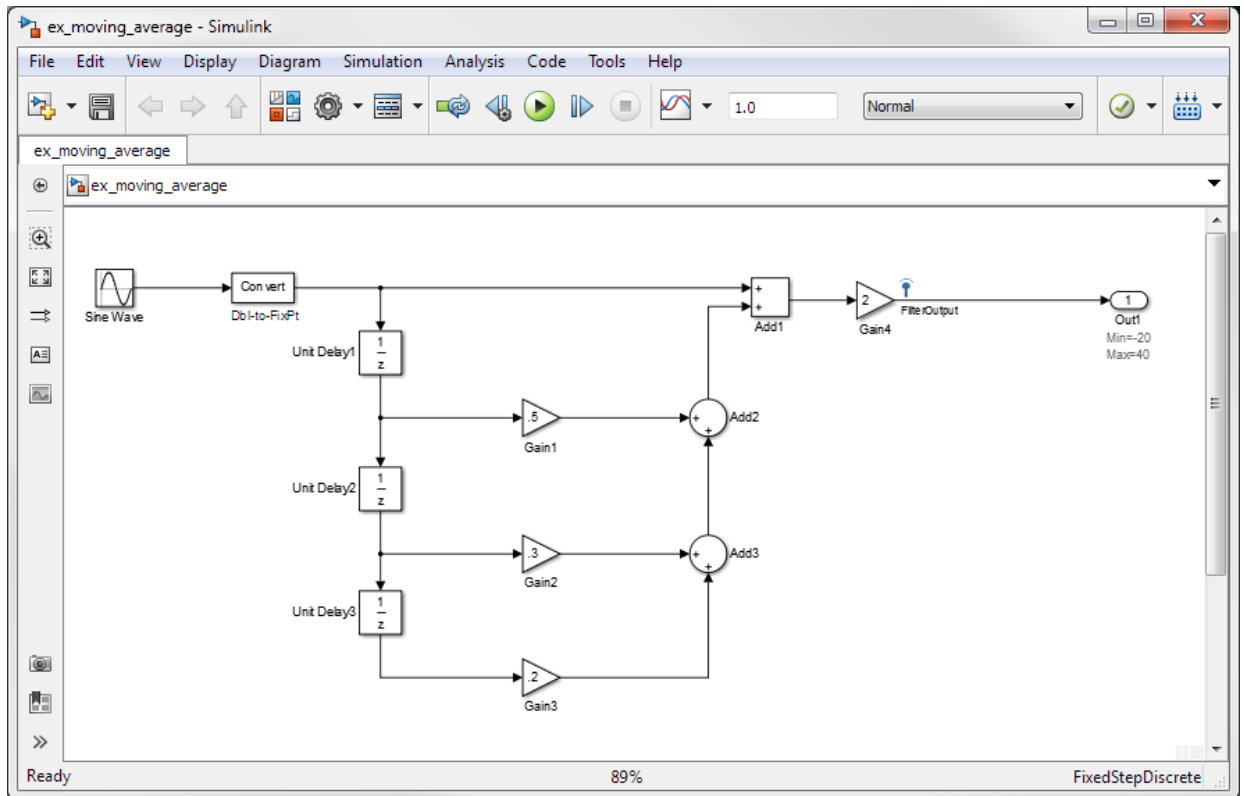 ex_moving_average - Simulink
File Edit View Display Diagram Simulation Analysis Code Tools Help
1.0 Normal
ex_moving_average
ex_moving_average
Sine Wave
Convert
Dbl-to-FixPt
+
+
Add1
2
Gain4
FilterOutput
1
Out1
Min=-20
Max=40
Unit Delay1
1
z
.5
Gain1
+
+
Add2
Unit Delay2
1
z
.3
Gain2
+
+
Add3
Unit Delay3
1
z
.2
Gain3
Ready 89% FixedStepDiscrete